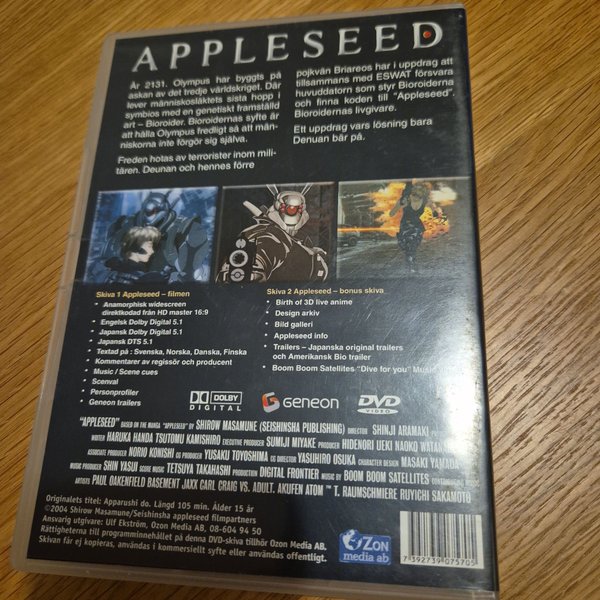 APPLESEED
År 2131. Olympus har byggts på
askan av det tredje världskriget. Där
lever människosläktets sista hopp i
symbios med en genetiskt framställd
art – Bioroider. Bioroidernas syfte är
att hålla Olympus fredligt så att män-
niskorna inte förgör sig själva.
Freden hotas av terrorister inom mili-
tären. Deunan och hennes förre
pojkvän Briareos har i uppdrag att
tillsammans med ESWAT försvara
huvuddatorn som styr Bioroiderna
och finna koden till "Appleseed",
Bioroidernas livgivare.
Ett uppdrag vars lösning bara
Denuan bär på.
Skiva 1 Appleseed – filmen
• Anamorphisk widescreen
direktkodad från HD master 16:9
• Engelsk Dolby Digital 5.1
• Japansk Dolby Digital 5.1
• Japansk DTS 5.1
• Textad på : Svenska, Norska, Danska, Finska
• Kommentarer av regissör och producent
• Music / Scene cues
• Scenval
• Personprofiler
• Geneon trailers
Skiva 2 Appleseed – bonus skiva
• Birth of 3D live anime
• Design arkiv
• Bild galleri
• Appleseed info
• Trailers – Japanska original trailers
och Amerikansk Bio trailer
• Boom Boom Satellites "Dive for you" Music
DOLBY
DIGITAL
GENEON
DVD
VIDEO
"APPLESEED" BASED ON THE MANGA "APPLESEED" BY SHIROW MASAMUNE (SEISHINSHA PUBLISHING) DIRECTOR SHINJI ARAMAKI
WRITER HARUKA HANDA TSUTOMU KAMISHIRO EXECUTIVE PRODUCER SUMIJI MIYAKE PRODUCER HIDENORI UEKI NAOKO
ASSOCIATE PRODUCER NORIO KONISHI CG PRODUCER YUSAKU TOYOSHIMA CG DIRECTOR YASUHIRO OSUKA CHARACTER DESIGN MASAKI YAMADA
MUSIC PRODUCER SHIN YASUI SCORE MUSIC TETSUYA TAKAHASHI PRODUCTION DIGITAL FRONTIER MUSIC BY BOOM BOOM SATELLITES CONTRIBUTING MUSIC
ARTISTS PAUL OAKENFIELD BASEMENT JAXX CARL CRAIG VS. ADULT. AKUFEN ATOM ™ T. RAUMSCHMIERE RUYICHI SAKAMOTO
Originalets titel: Appurushi do. Längd 105 min. Ålder 15 år
©2004 Shirow Masamune/Seishinsha appleseed filmpartners
Ansvarig utgivare: Ulf Ekström, Ozon Media AB, 08-604 94 50
Rättigheterna till programminnehållet på denna DVD-skiva tillhör Ozon Media AB.
Skivan får ej kopieras, användas i kommersiellt syfte eller användas offentligt.
OZON
media ab
7 392739 075705